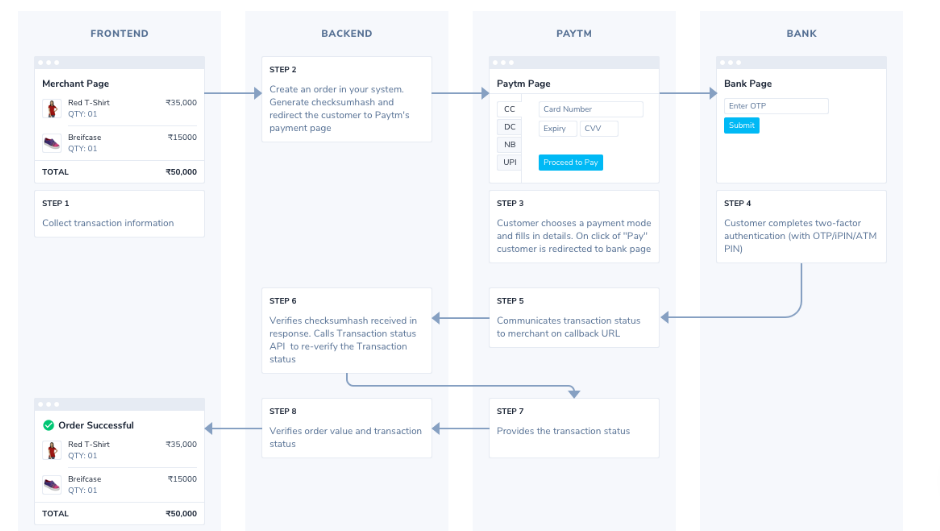 FRONTEND
BACKEND
PAYTM
BANK
Merchant Page
Red T-Shirt ₹35,000
QTY: 01
Breifcase ₹15000
QTY: 01
TOTAL ₹50,000
STEP 1
Collect transaction information
STEP 2
Create an order in your system.
Generate checksumhash and
redirect the customer to Paytm's
payment page
Paytm Page
CC
DC
NB
UPI
Card Number
Expiry
CVV
Proceed to Pay
STEP 3
Customer chooses a payment mode
and fills in details. On click of "Pay"
customer is redirected to bank page
Bank Page
Enter OTP
Submit
STEP 4
Customer completes two-factor
authentication (with OTP/iPIN/ATM
PIN)
STEP 5
Communicates transaction status
to merchant on callback URL
STEP 6
Verifies checksumhash received in
response. Calls Transaction status
API to re-verify the Transaction
status
STEP 7
Provides the transaction status
STEP 8
Verifies order value and transaction
status
Order Successful
Red T-Shirt ₹35,000
QTY: 01
Breifcase ₹15000
QTY: 01
TOTAL ₹50,000